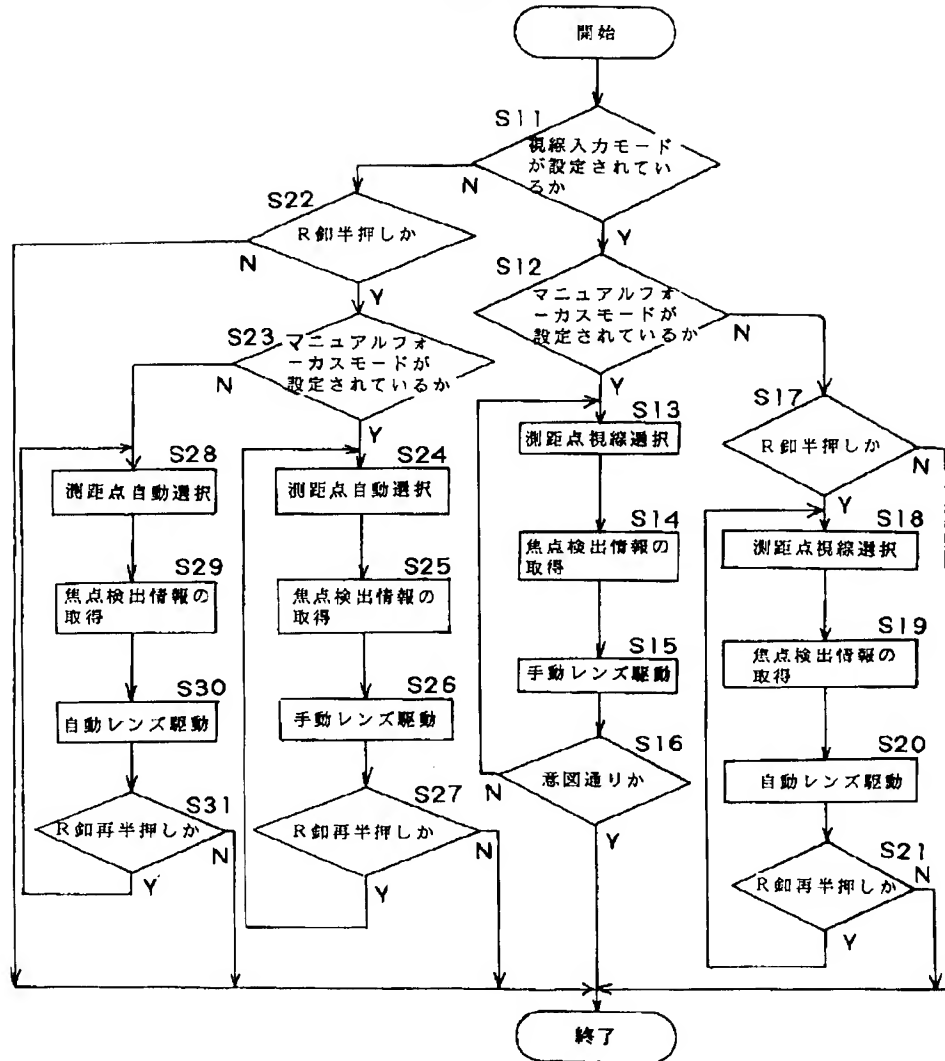 開始
S11
視線入力モード
が設定されてい
るか
N
Y
S22
R釦半押しか
N
Y
S12
マニュアルフォ
ーカスモードが
設定されているか
N
Y
S23
マニュアルフォ
ーカスモードが
設定されているか
N
Y
S13
測距点視線選択
S17
R釦半押しか
N
Y
S28
測距点自動選択
S24
測距点自動選択
S14
焦点検出情報の
取得
S18
測距点視線選択
S29
焦点検出情報の
取得
S25
焦点検出情報の
取得
S15
手動レンズ駆動
S19
焦点検出情報の
取得
S30
自動レンズ駆動
S26
手動レンズ駆動
S16
意図通りか
N
Y
S20
自動レンズ駆動
S31
R釦再半押しか
N
Y
S27
R釦再半押しか
N
Y
S21
R釦再半押しか
N
Y
終了